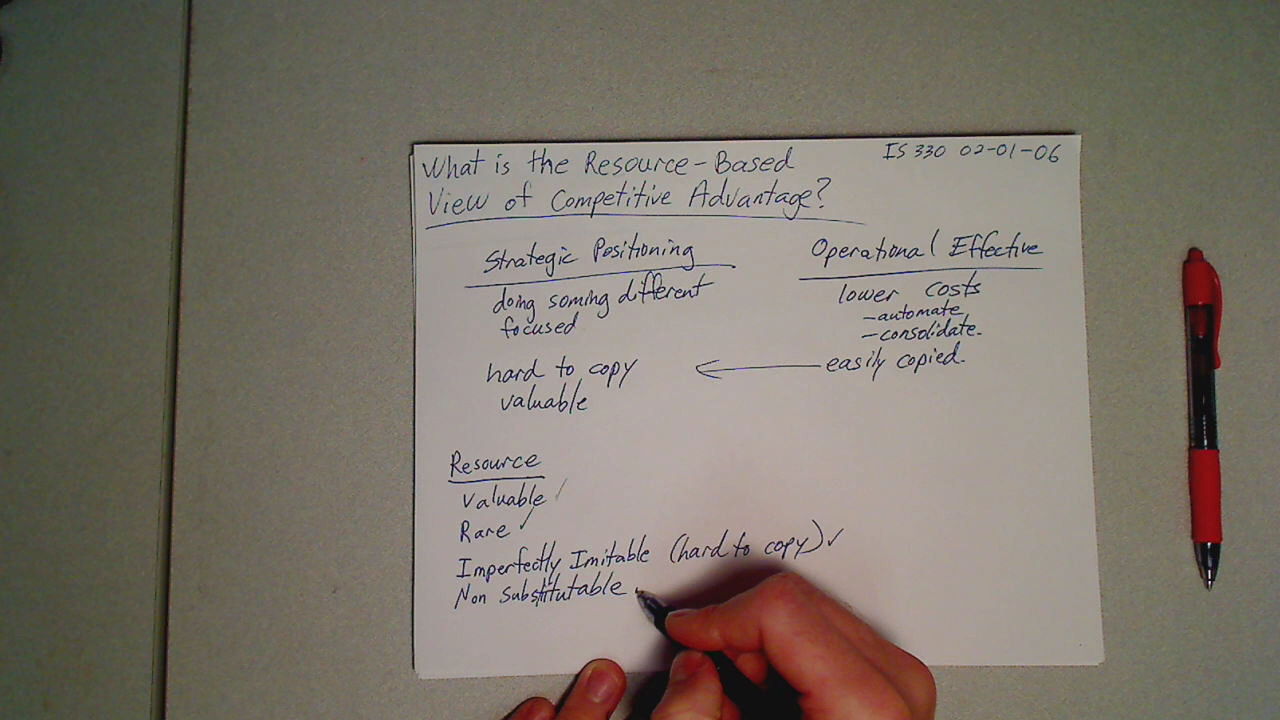 What is the Resource-Based
View of Competitive Advantage?
IS 330 02-01-06
Strategic Positioning
doing soming different
focused
hard to copy
valuable
Operational Effective
lower costs
-automate
-consolidate.
easily copied.
Resource
Valuable ✓
Rare ✓
Imperfectly Imitable (hard to copy) ✓
Non Substitutable